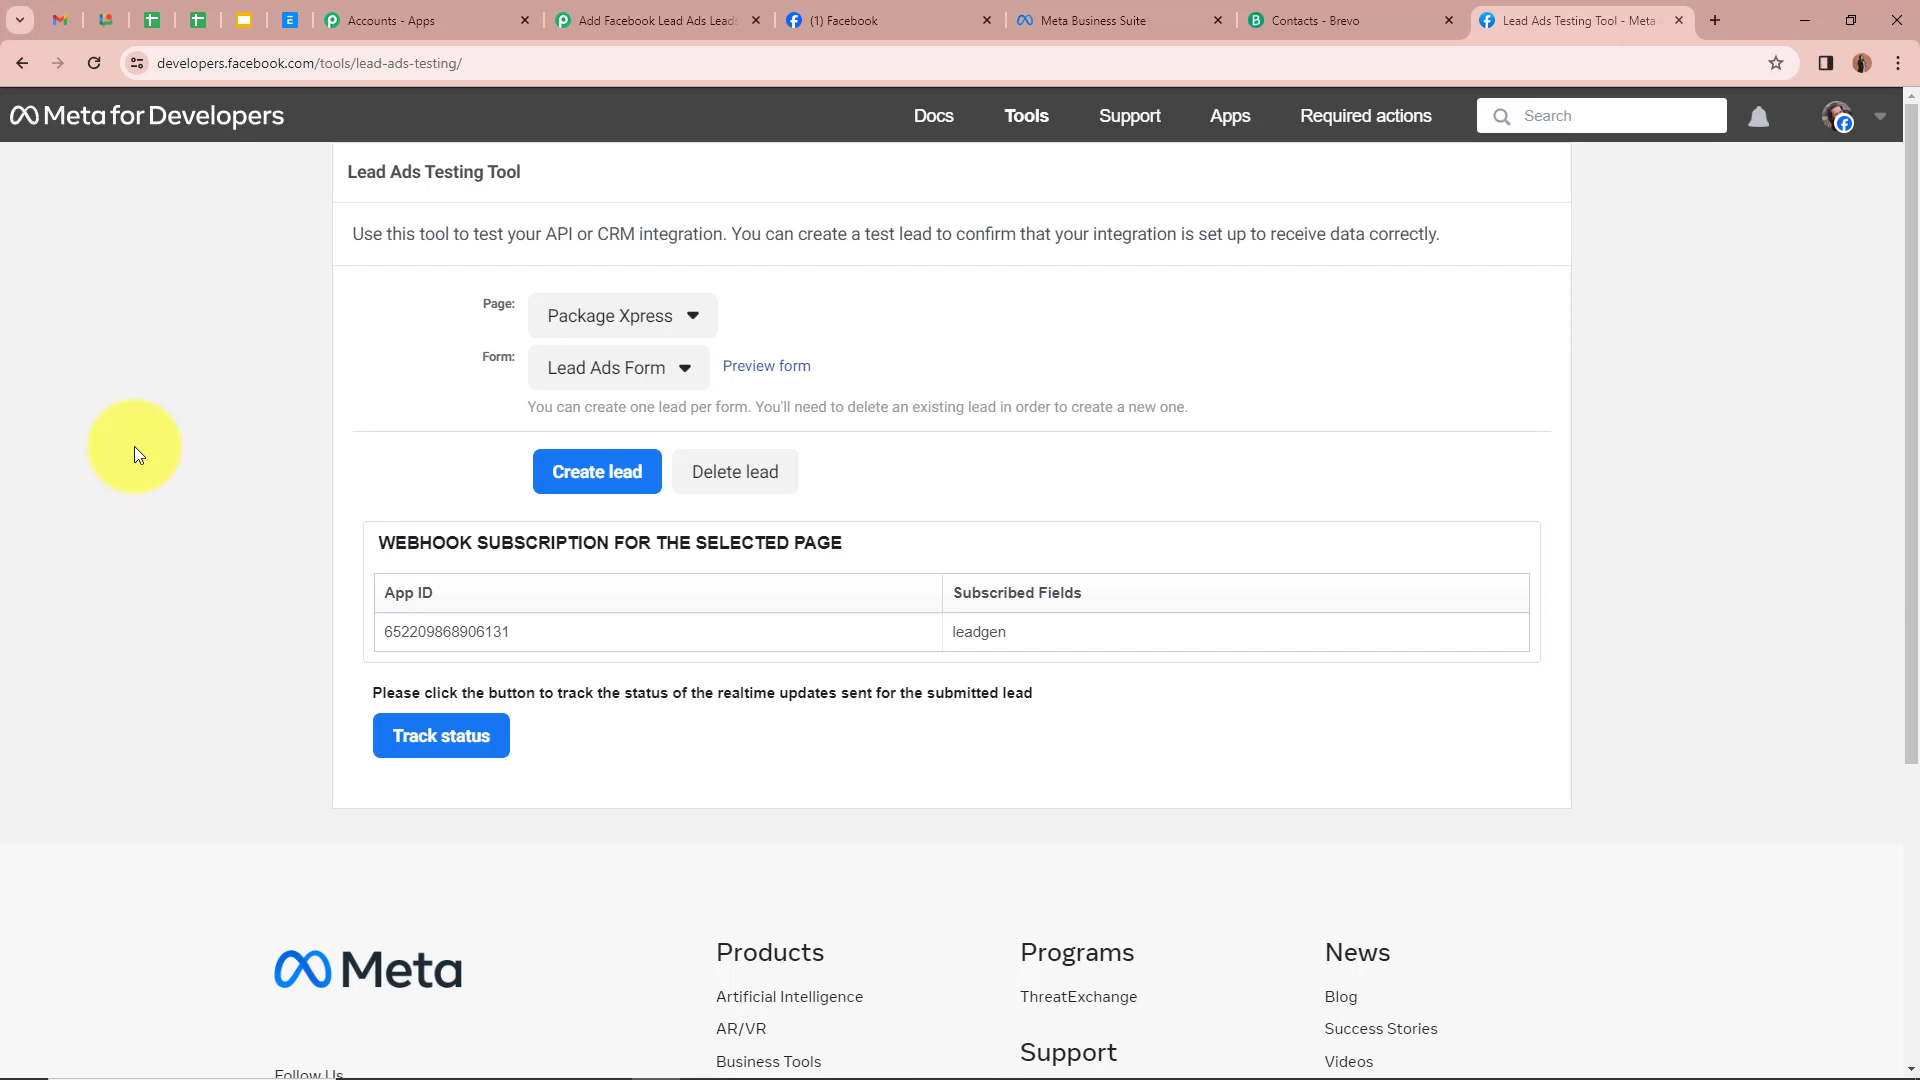 Accounts - Apps
Add Facebook Lead Ads Leads
(1) Facebook
Meta Business Suite
Contacts - Brevo
Lead Ads Testing Tool - Meta
developers.facebook.com/tools/lead-ads-testing/
Meta for Developers
Docs
Tools
Support
Apps
Required actions
Search
Lead Ads Testing Tool
Use this tool to test your API or CRM integration. You can create a test lead to confirm that your integration is set up to receive data correctly.
Page:
Package Xpress
Form:
Lead Ads Form
Preview form
You can create one lead per form. You'll need to delete an existing lead in order to create a new one.
Create lead
Delete lead
WEBHOOK SUBSCRIPTION FOR THE SELECTED PAGE
App ID
Subscribed Fields
652209868906131
leadgen
Please click the button to track the status of the realtime updates sent for the submitted lead
Track status
Meta
Follow Us
Products
Artificial Intelligence
AR/VR
Business Tools
Programs
ThreatExchange
Support
News
Blog
Success Stories
Videos